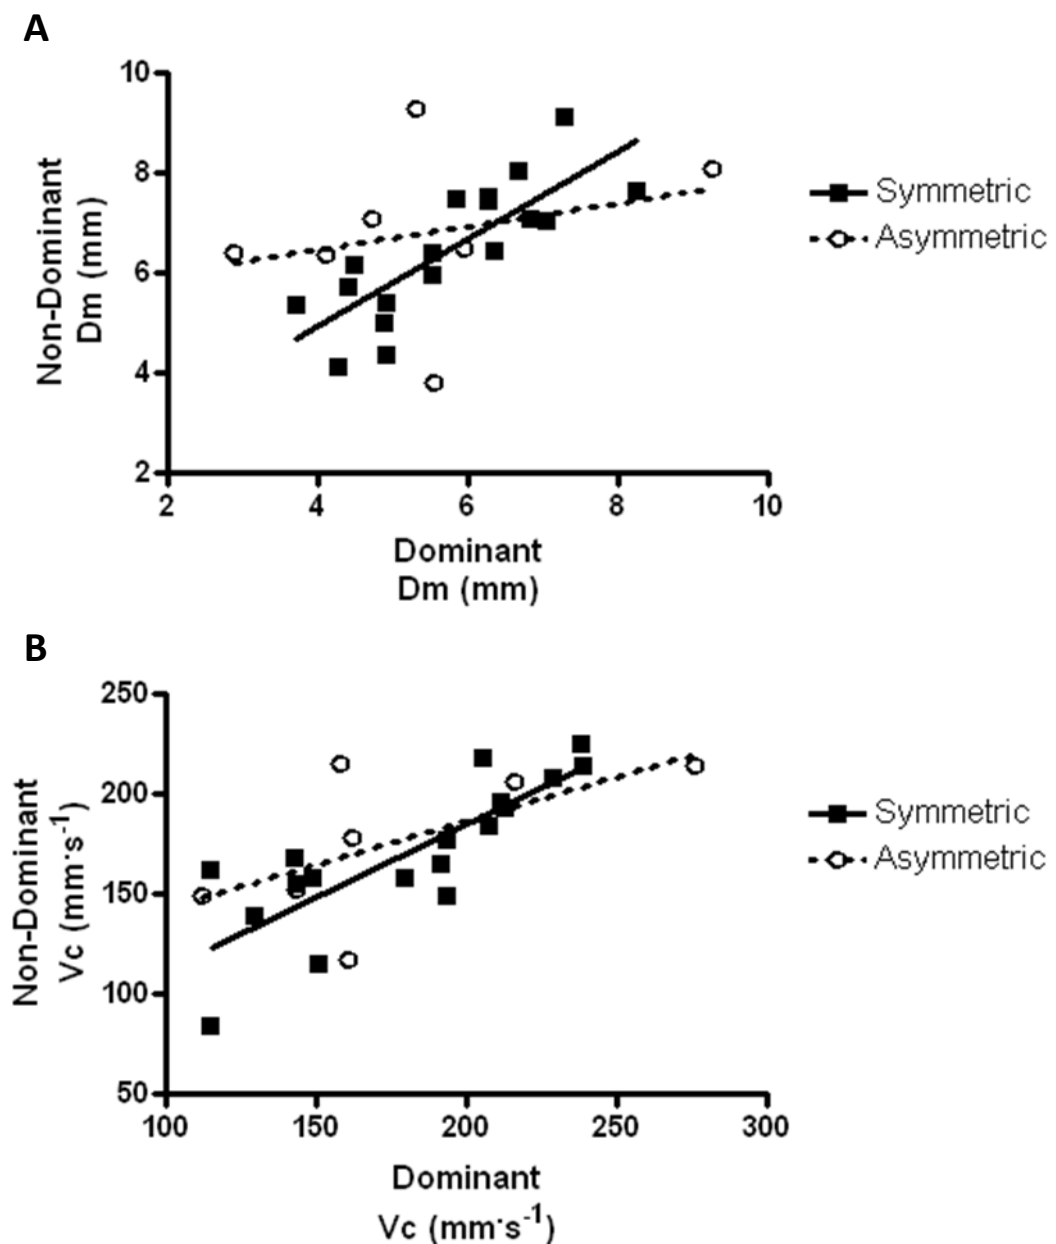 A
10
8
6
4
2
Non-Dominant
Dm (mm)
2 4 6 8 10
Dominant
Dm (mm)
Symmetric
Asymmetric
B
250
200
150
100
50
Non-Dominant
Vc (mm·s⁻¹)
100 150 200 250 300
Dominant
Vc (mm·s⁻¹)
Symmetric
Asymmetric